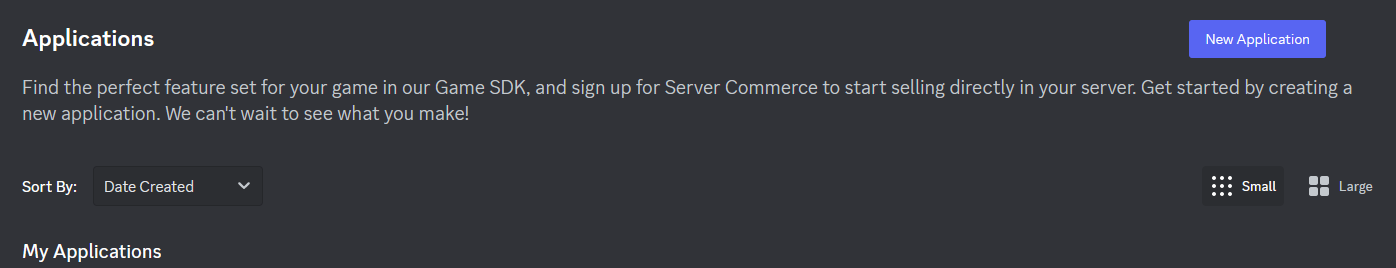 Applications
New Application
Find the perfect feature set for your game in our Game SDK, and sign up for Server Commerce to start selling directly in your server. Get started by creating a
new application. We can't wait to see what you make!
Sort By:
Date Created
Small
Large
My Applications